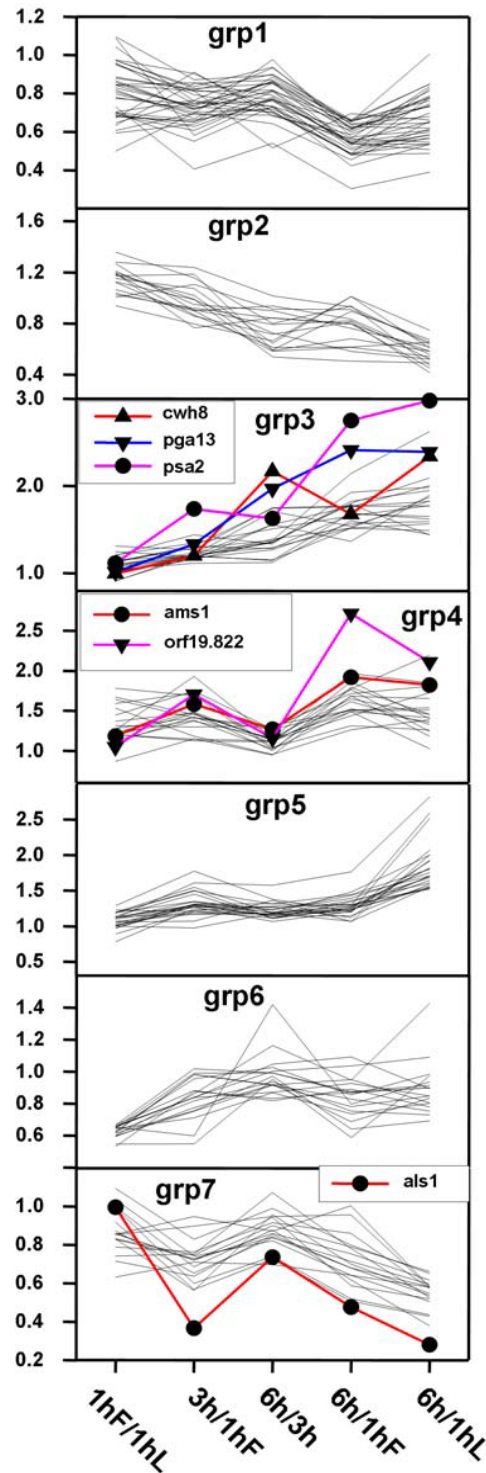 1.2
grp1
1.0
0.8
0.6
0.4
1.6
grp2
1.2
0.8
0.4
3.0
cwh8
grp3
pga13
psa2
2.0
1.0
ams1
grp4
orf19.822
2.5
2.0
1.5
1.0
grp5
2.5
2.0
1.5
1.0
0.5
grp6
1.4
1.2
1.0
0.8
0.6
grp7
als1
1.0
0.8
0.6
0.4
0.2
1hF/1hL
3h/1hF
6h/3h
6h/1hF
6h/1hL